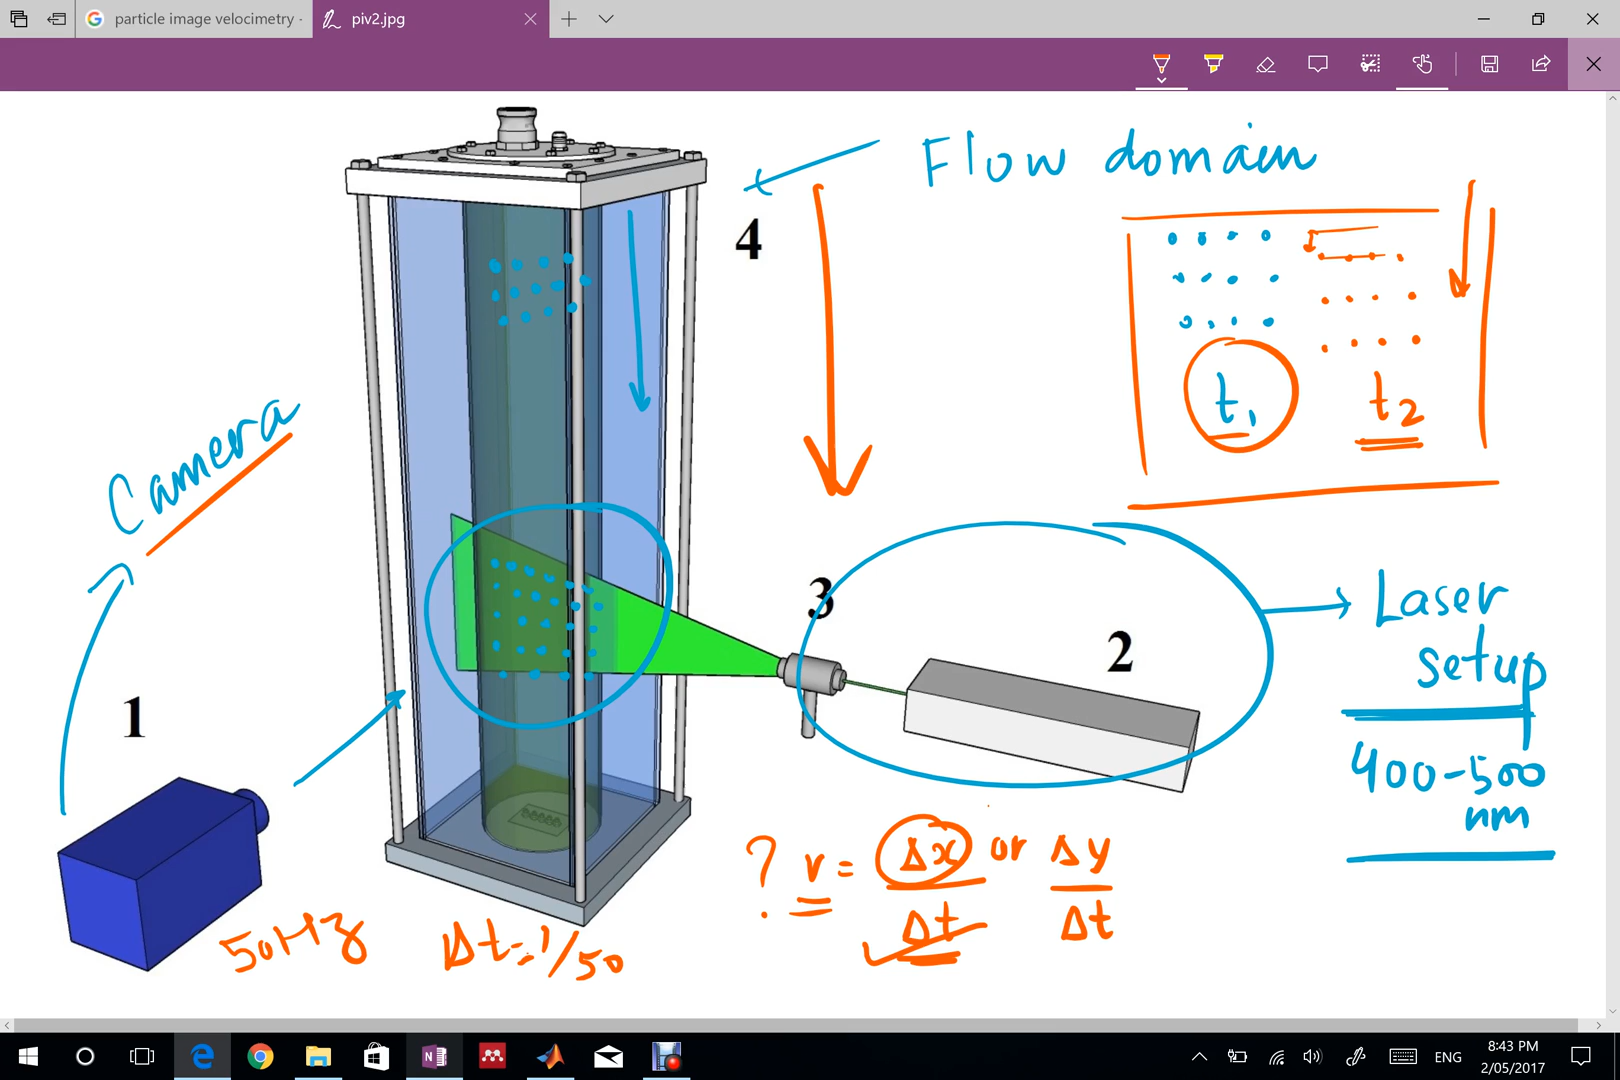 particle image velocimetry -
piv2.jpg
Flow domain
4
t₁
t₂
Camera
3
2
Laser
setup
400-500
nm
1
50Hz
Δt=1/50
? v = Δx/Δt or Δy/Δt
ENG
8:43 PM
2/05/2017